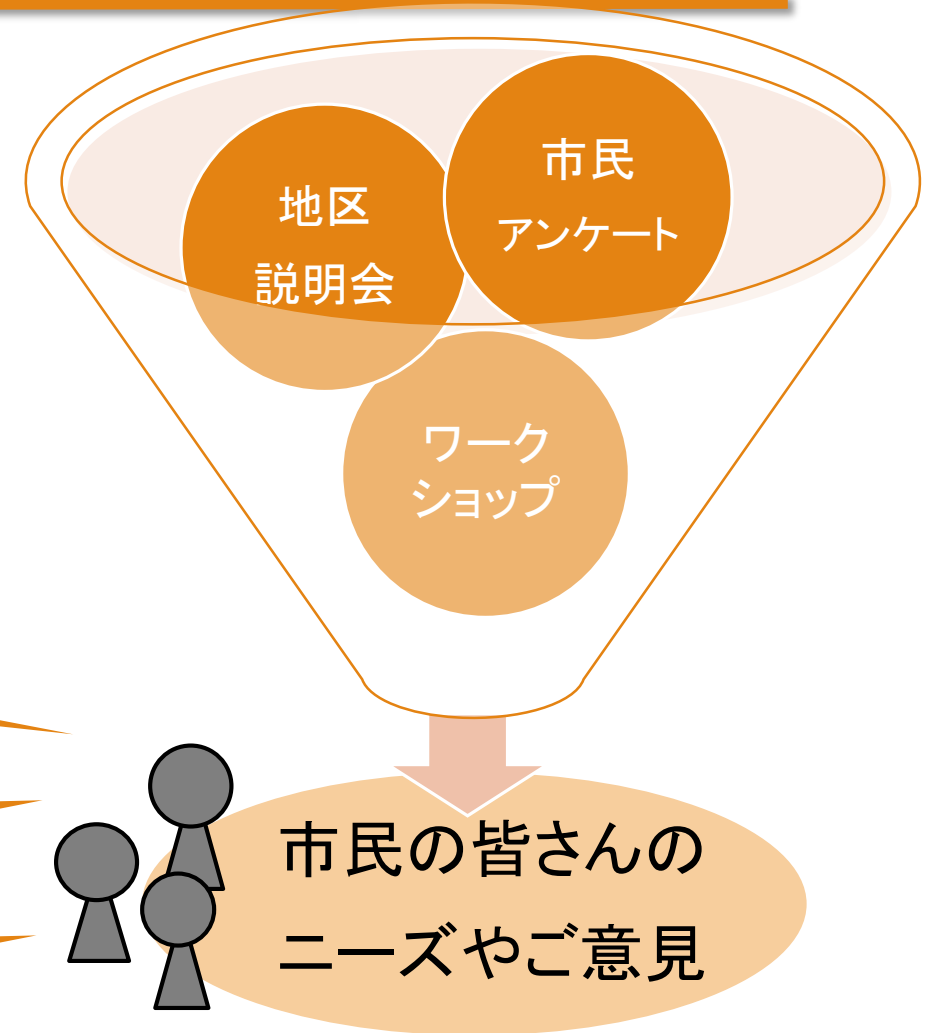 市民
アンケート
地区
説明会
ワーク
ショップ
市民の皆さんの
ニーズやご意見